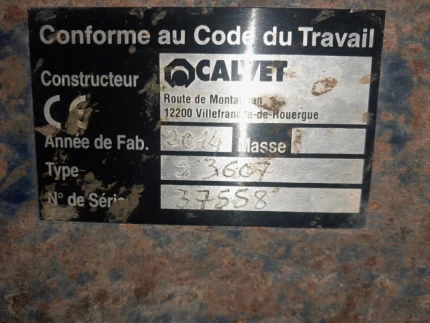 Conforme au Code du Travail
Constructeur CALVET
Route de Montauban
12200 Villefranche-de-Rouergue
CE
Année de Fab. 2014 Masse
Type 3607
N° de Série 37558